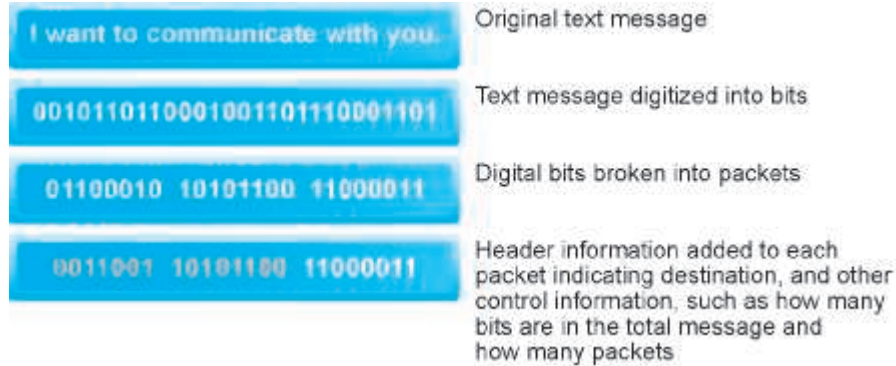 I want to communicate with you.
Original text message
0010110110001001101110001101
Text message digitized into bits
01100010 10101100 11000011
Digital bits broken into packets
0011001 10101100 11000011
Header information added to each
packet indicating destination, and other
control information, such as how many
bits are in the total message and
how many packets